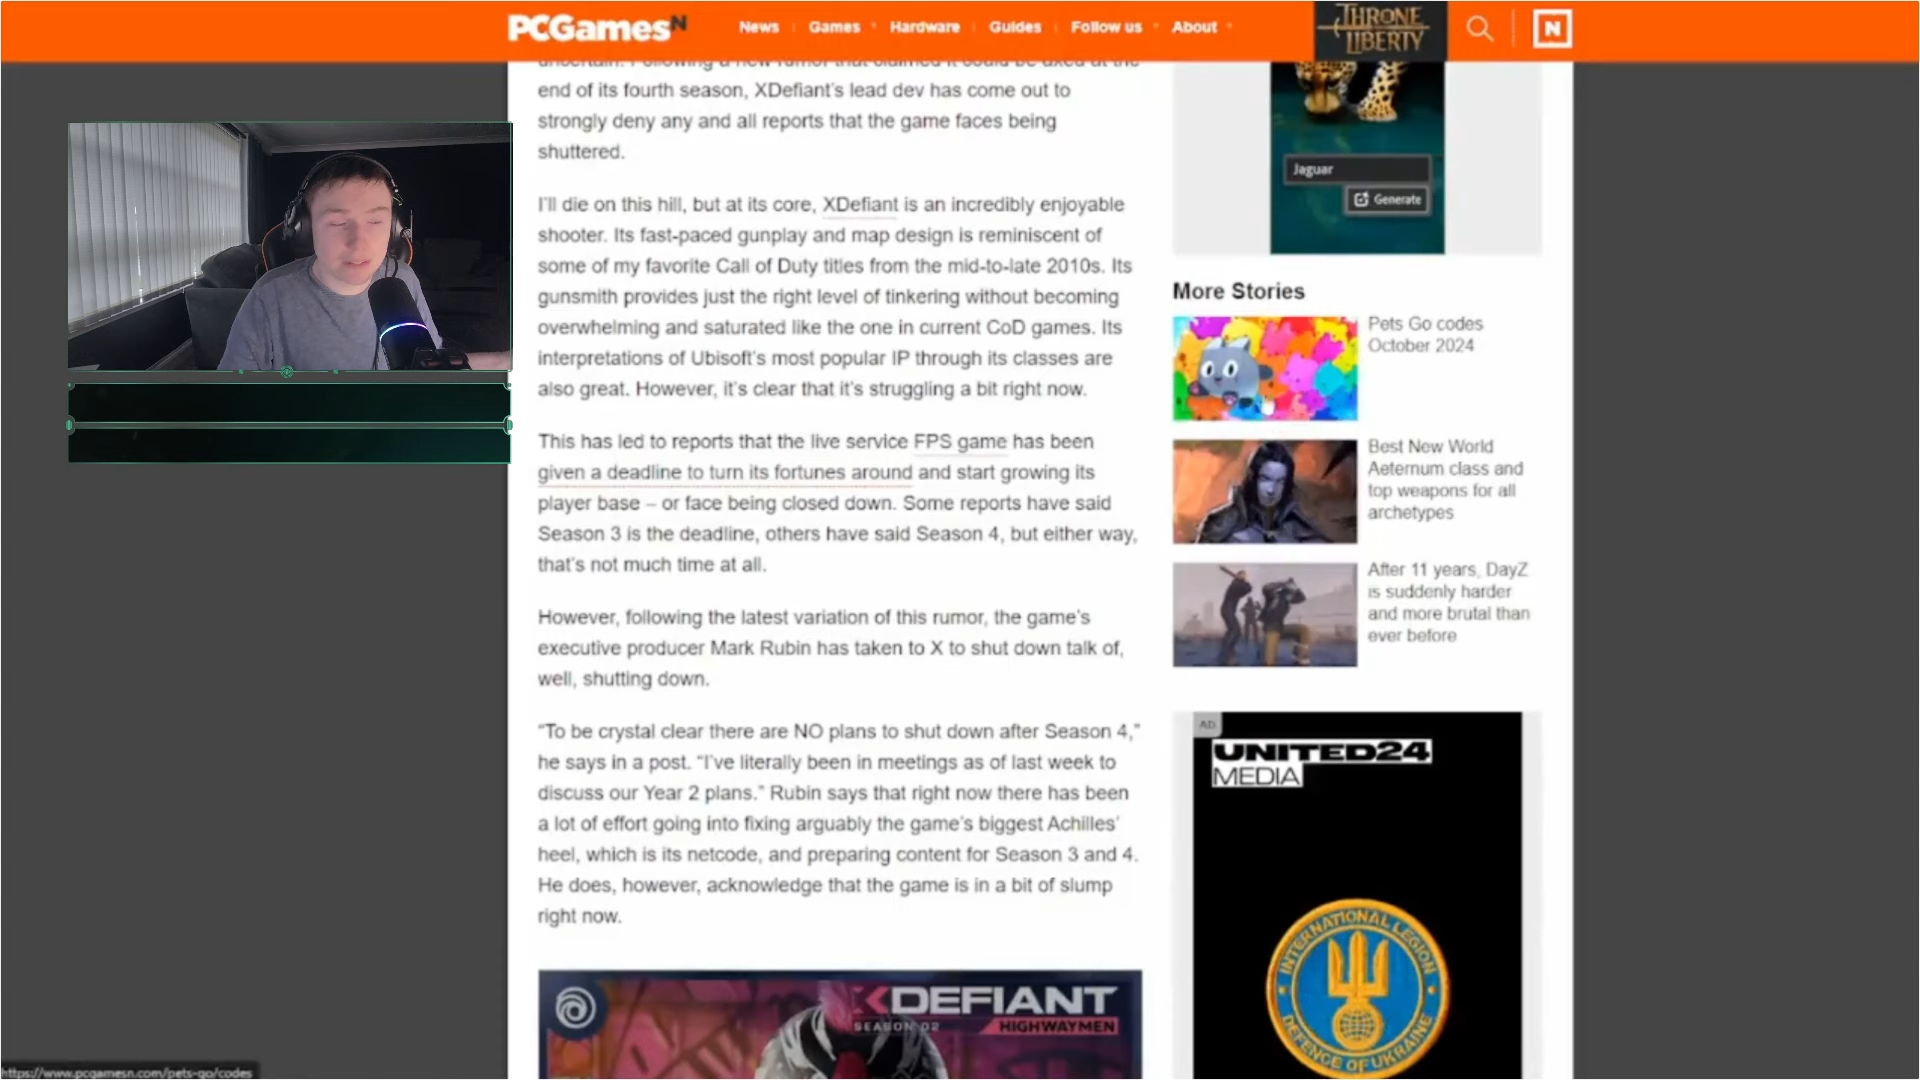 PCGamesN
News
Games
Hardware
Guides
Follow us
About
THRONE
LIBERTY
N
uncertain. Following a new rumor that claimed it could be axed at the
end of its fourth season, XDefiant's lead dev has come out to
strongly deny any and all reports that the game faces being
shuttered.
I'll die on this hill, but at its core, XDefiant is an incredibly enjoyable
shooter. Its fast-paced gunplay and map design is reminiscent of
some of my favorite Call of Duty titles from the mid-to-late 2010s. Its
gunsmith provides just the right level of tinkering without becoming
overwhelming and saturated like the one in current CoD games. Its
interpretations of Ubisoft's most popular IP through its classes are
also great. However, it's clear that it's struggling a bit right now.
This has led to reports that the live service FPS game has been
given a deadline to turn its fortunes around and start growing its
player base – or face being closed down. Some reports have said
Season 3 is the deadline, others have said Season 4, but either way,
that's not much time at all.
However, following the latest variation of this rumor, the game's
executive producer Mark Rubin has taken to X to shut down talk of,
well, shutting down.
“To be crystal clear there are NO plans to shut down after Season 4,”
he says in a post. “I've literally been in meetings as of last week to
discuss our Year 2 plans.” Rubin says that right now there has been
a lot of effort going into fixing arguably the game's biggest Achilles'
heel, which is its netcode, and preparing content for Season 3 and 4.
He does, however, acknowledge that the game is in a bit of slump
right now.
XDEFIANT
SEASON 02
HIGHWAYMEN
Jaguar
Generate
More Stories
Pets Go codes
October 2024
Best New World
Aeternum class and
top weapons for all
archetypes
After 11 years, DayZ
is suddenly harder
and more brutal than
ever before
AD
UNITED24
MEDIA
INTERNATIONAL LEGION
DEFENCE OF UKRAINE
https://www.pcgamesn.com/pets-go/codes